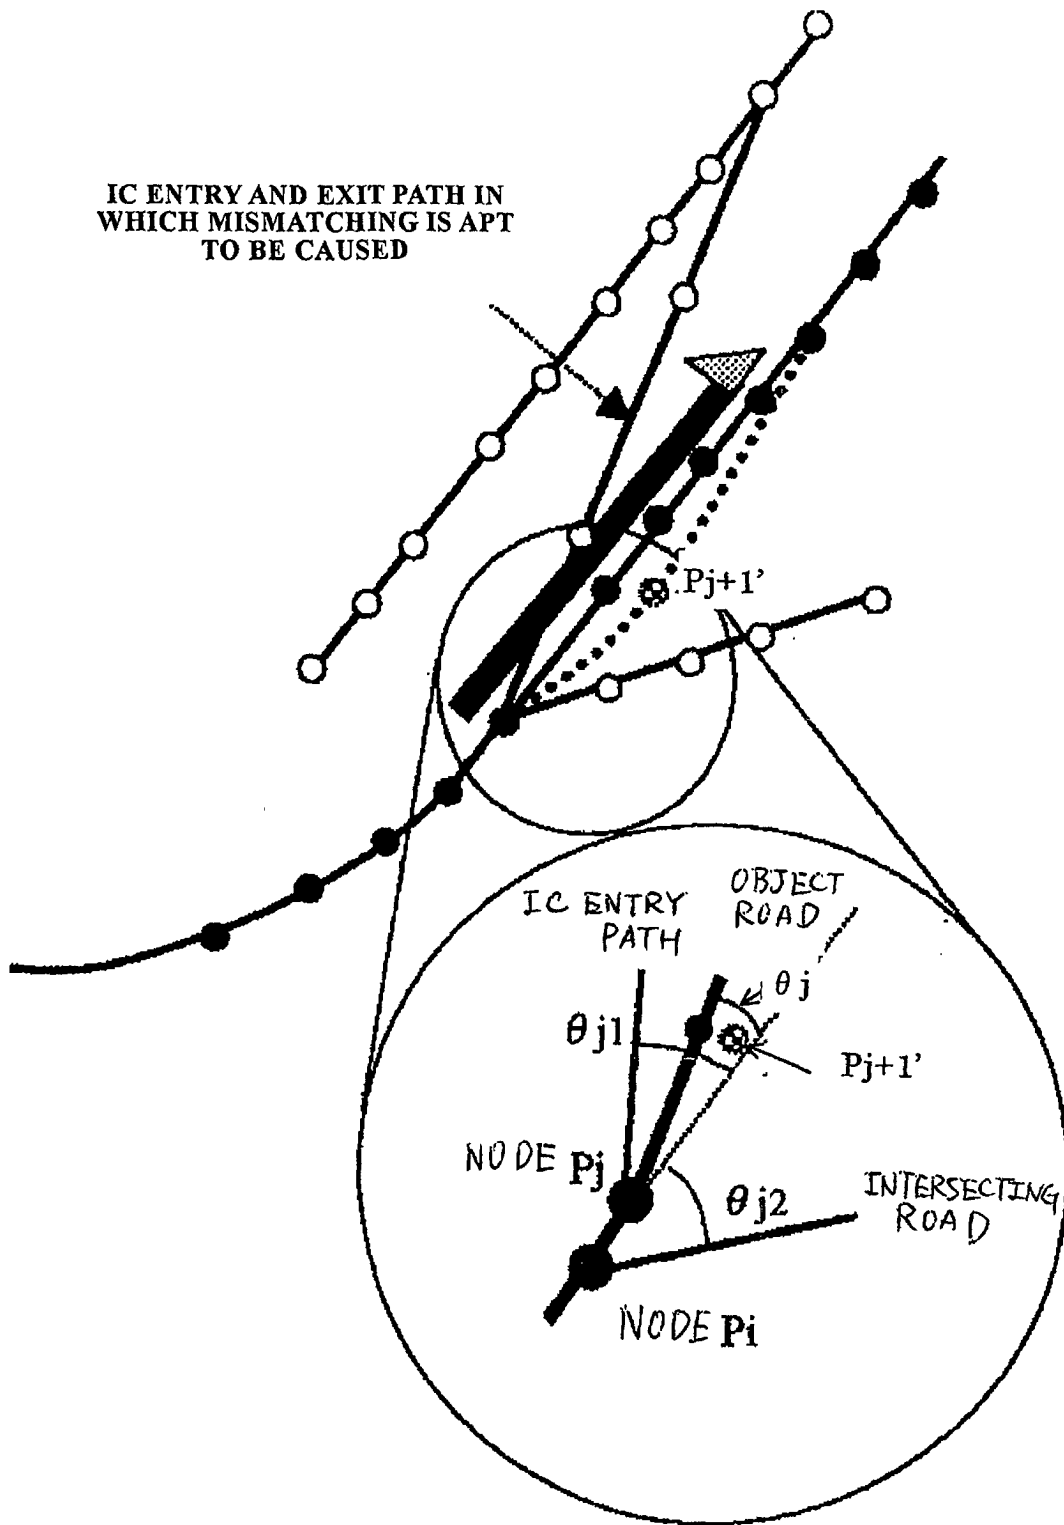 IC ENTRY AND EXIT PATH IN
WHICH MISMATCHING IS APT
TO BE CAUSED
Pj+1'
IC ENTRY
PATH
OBJECT
ROAD
θj
θj1
Pj+1'
NODE Pj
θj2
INTERSECTING
ROAD
NODE Pi